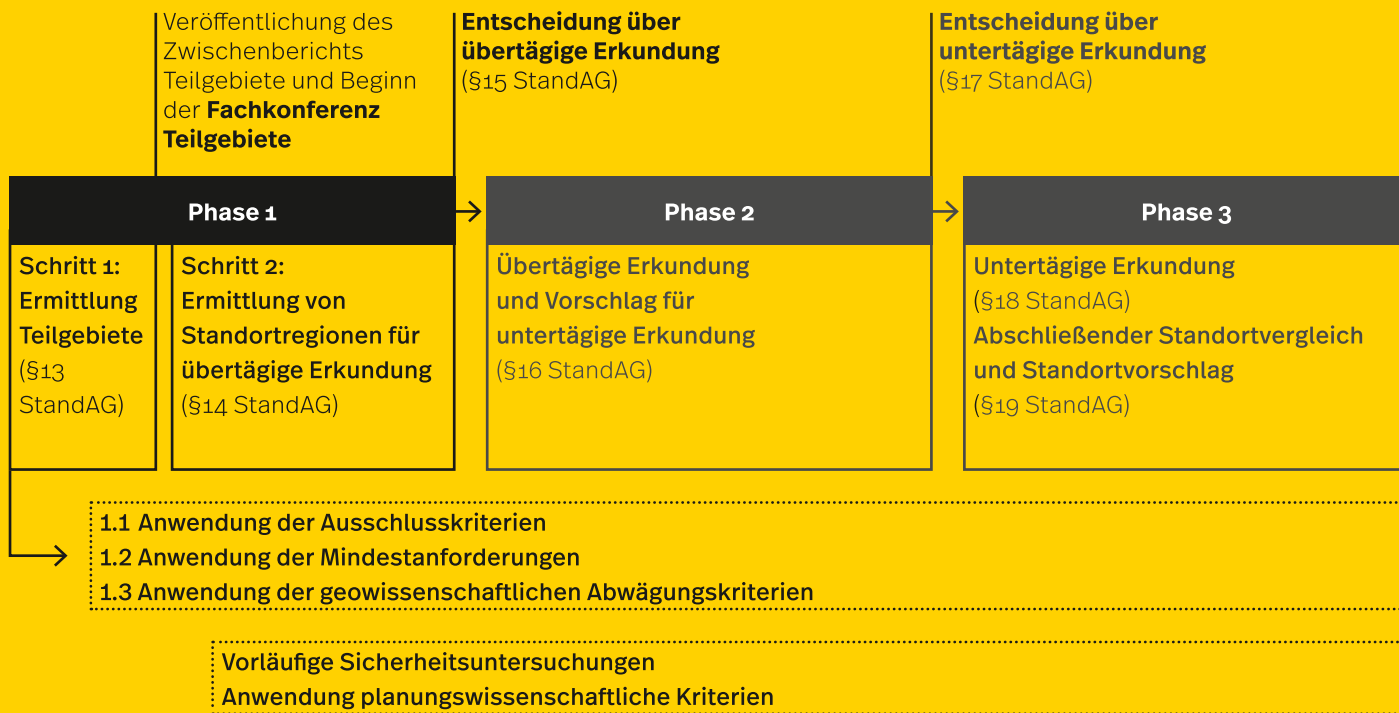 Veröffentlichung des
Zwischenberichts
Teilgebiete und Beginn
der Fachkonferenz
Teilgebiete
Entscheidung über
übertägige Erkundung
(§15 StandAG)
Entscheidung über
untertägige Erkundung
(§17 StandAG)
Phase 1
Phase 2
Phase 3
Schritt 1:
Ermittlung
Teilgebiete
(§13
StandAG)
Schritt 2:
Ermittlung von
Standortregionen für
übertägige Erkundung
(§14 StandAG)
Übertägige Erkundung
und Vorschlag für
untertägige Erkundung
(§16 StandAG)
Untertägige Erkundung
(§18 StandAG)
Abschließender Standortvergleich
und Standortvorschlag
(§19 StandAG)
1.1 Anwendung der Ausschlusskriterien
1.2 Anwendung der Mindestanforderungen
1.3 Anwendung der geowissenschaftlichen Abwägungskriterien
Vorläufige Sicherheitsuntersuchungen
Anwendung planungswissenschaftliche Kriterien